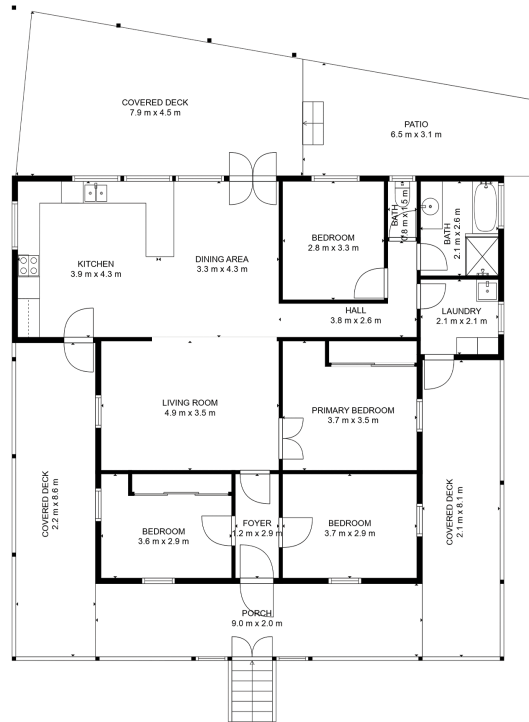 COVERED DECK
7.9 m x 4.5 m
PATIO
6.5 m x 3.1 m
BATH
0.8 m x 1.5 m
BATH
2.1 m x 2.6 m
BEDROOM
2.8 m x 3.3 m
DINING AREA
3.3 m x 4.3 m
KITCHEN
3.9 m x 4.3 m
HALL
3.8 m x 2.6 m
LAUNDRY
2.1 m x 2.1 m
LIVING ROOM
4.9 m x 3.5 m
PRIMARY BEDROOM
3.7 m x 3.5 m
COVERED DECK
2.2 m x 8.6 m
COVERED DECK
2.1 m x 8.1 m
BEDROOM
3.6 m x 2.9 m
FOYER
1.2 m x 2.9 m
BEDROOM
3.7 m x 2.9 m
PORCH
9.0 m x 2.0 m